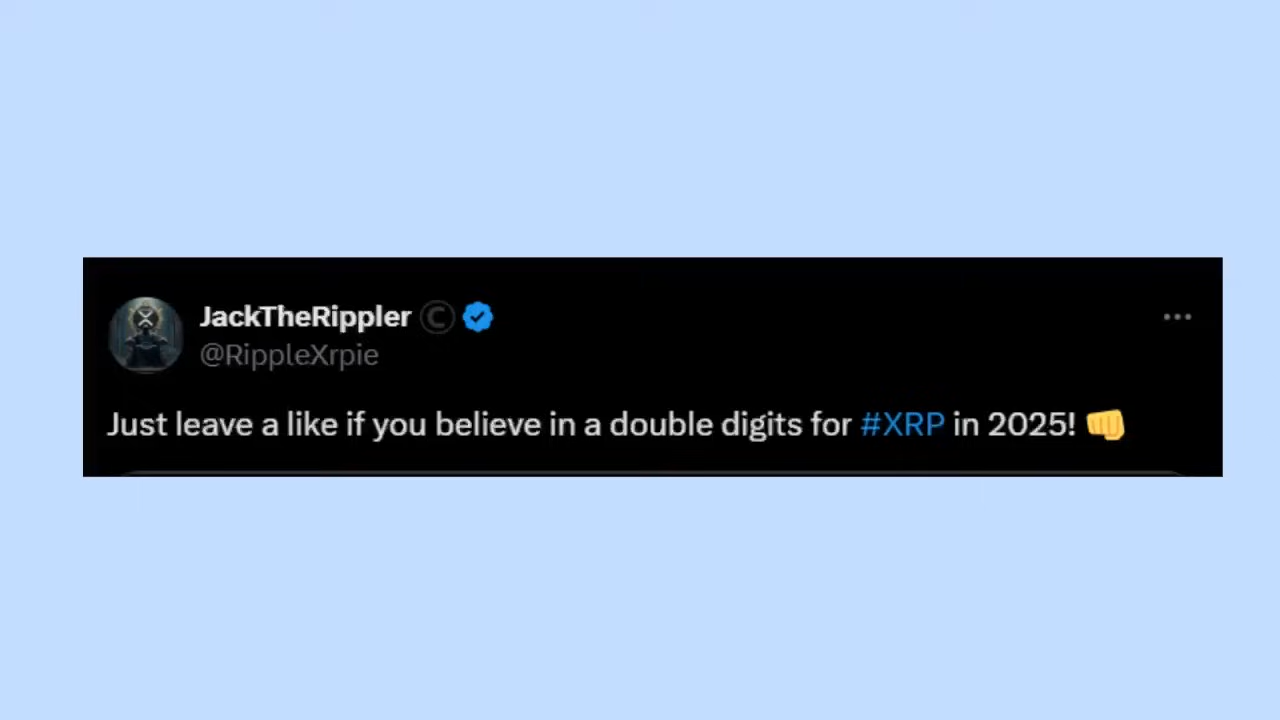 JackTheRippler ©
@RippleXrpie
Just leave a like if you believe in a double digits for #XRP in 2025! 👊